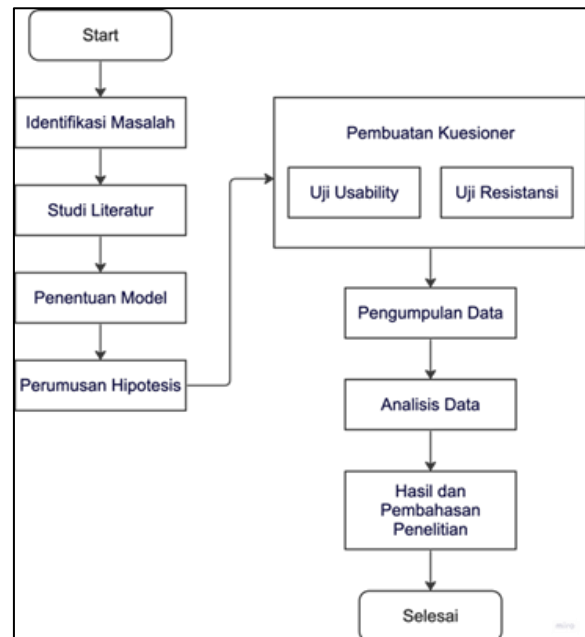 Start
Identifikasi Masalah
Studi Literatur
Penentuan Model
Perumusan Hipotesis
Pembuatan Kuesioner
Uji Usability
Uji Resistansi
Pengumpulan Data
Analisis Data
Hasil dan
Pembahasan
Penelitian
Selesai
miro